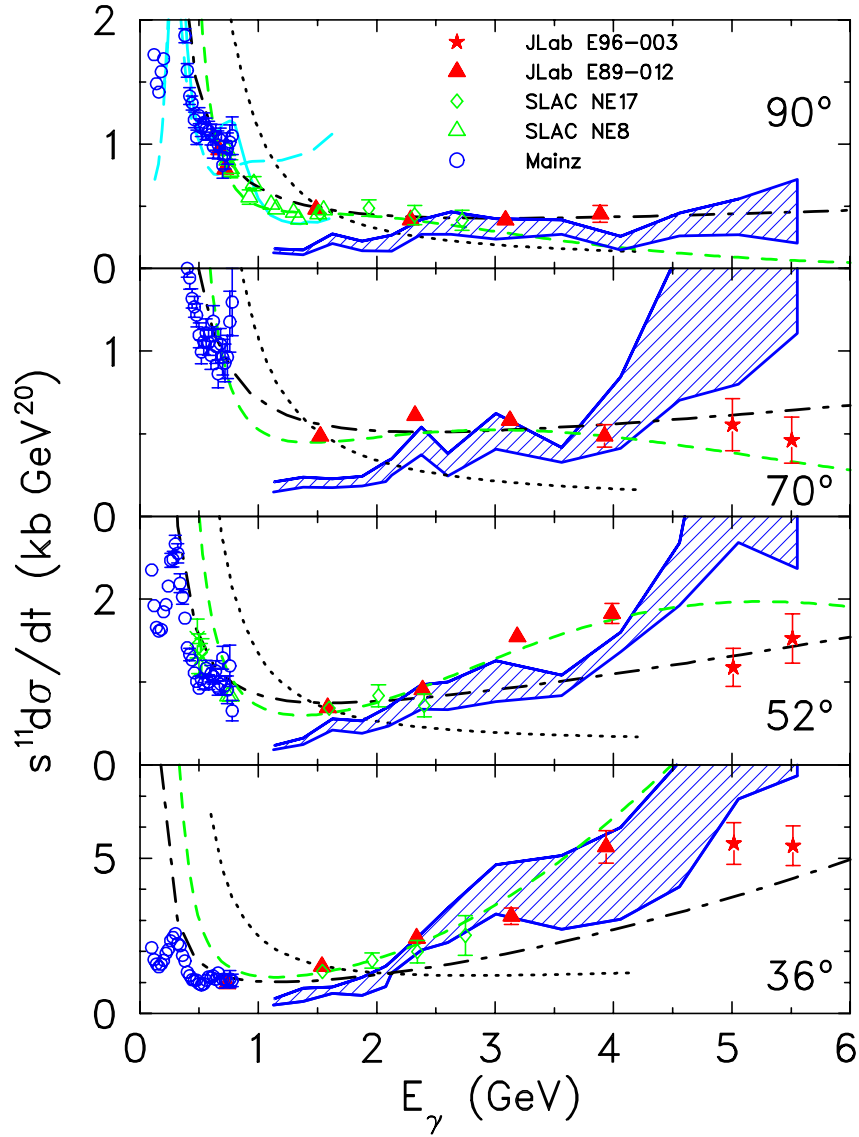 2
JLab E96-003
JLab E89-012
SLAC NE17
SLAC NE8
Mainz
90°
1
0
1
70°
0
2
1
52°
0
5
36°
0
0 1 2 3 4 5 6
s¹¹dσ/dt (kb GeV²⁰)
E_γ (GeV)